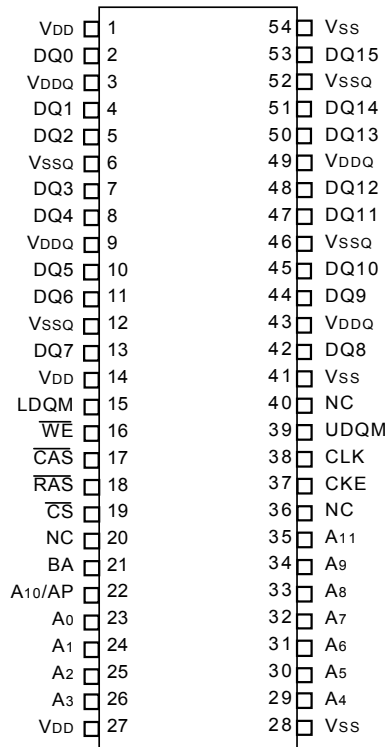 VDD 1 54 VSS
DQ0 2 53 DQ15
VDDQ 3 52 VSSQ
DQ1 4 51 DQ14
DQ2 5 50 DQ13
VSSQ 6 49 VDDQ
DQ3 7 48 DQ12
DQ4 8 47 DQ11
VDDQ 9 46 VSSQ
DQ5 10 45 DQ10
DQ6 11 44 DQ9
VSSQ 12 43 VDDQ
DQ7 13 42 DQ8
VDD 14 41 VSS
LDQM 15 40 NC
W̅E̅ 16 39 UDQM
C̅A̅S̅ 17 38 CLK
R̅A̅S̅ 18 37 CKE
C̅S̅ 19 36 NC
NC 20 35 A11
BA 21 34 A9
A10/AP 22 33 A8
A0 23 32 A7
A1 24 31 A6
A2 25 30 A5
A3 26 29 A4
VDD 27 28 VSS